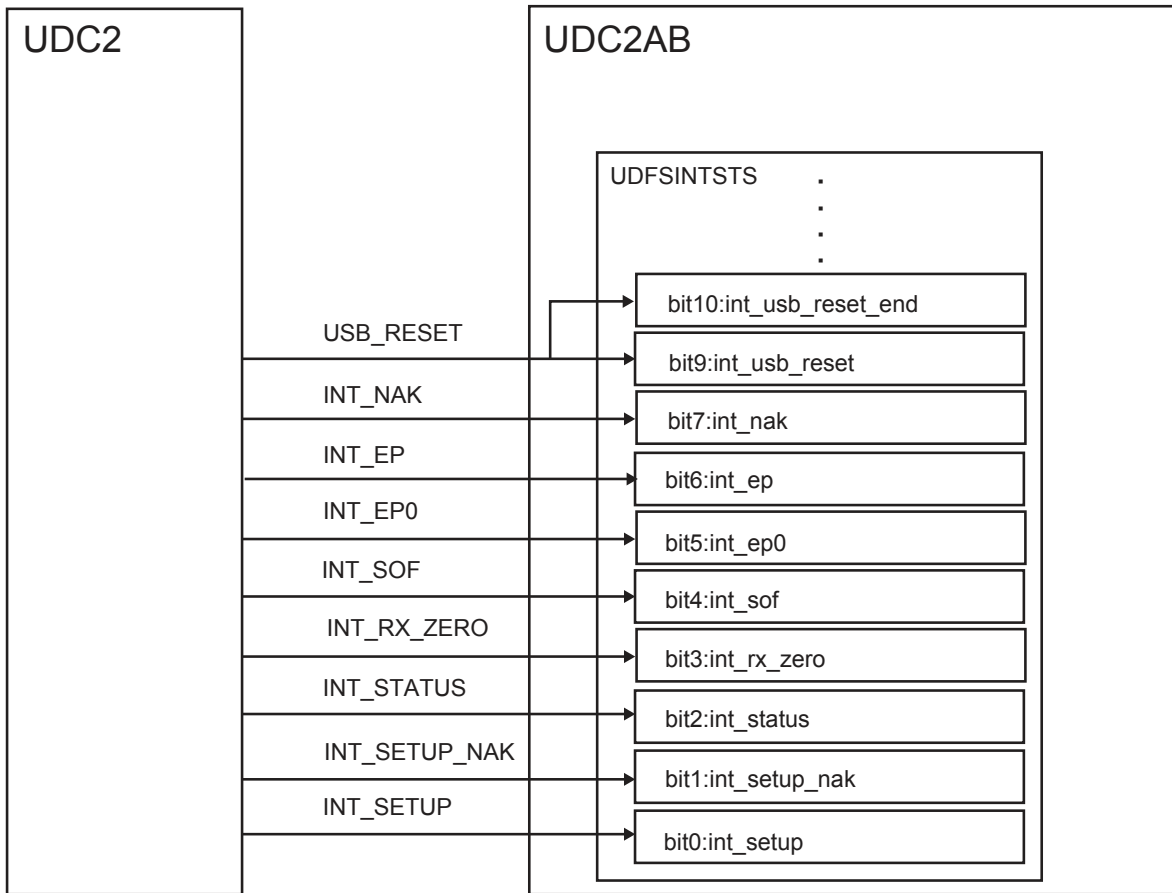 UDC2
UDC2AB
UDFSINTSTS
bit10:int_usb_reset_end
USB_RESET
bit9:int_usb_reset
INT_NAK
bit7:int_nak
INT_EP
bit6:int_ep
INT_EP0
bit5:int_ep0
INT_SOF
bit4:int_sof
INT_RX_ZERO
bit3:int_rx_zero
INT_STATUS
bit2:int_status
INT_SETUP_NAK
bit1:int_setup_nak
INT_SETUP
bit0:int_setup